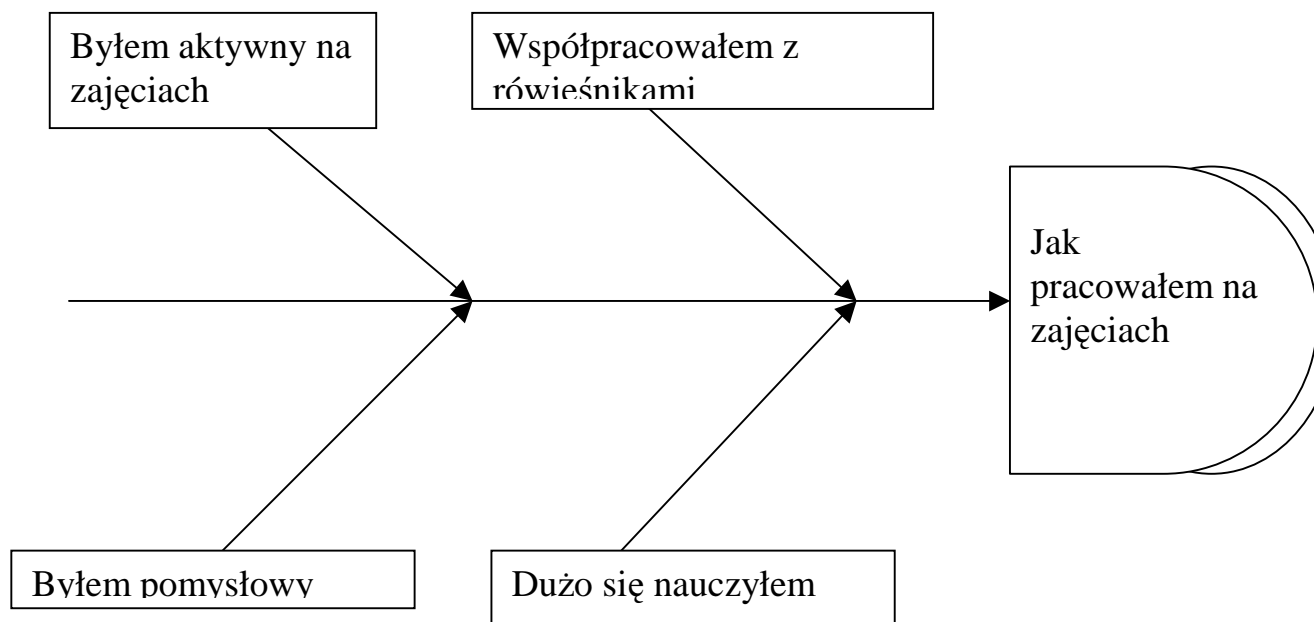 Byłem aktywny na
zajęciach
Współpracowałem z
rówieśnikami
Jak
pracowałem na
zajęciach
Byłem pomysłowy
Dużo się nauczyłem